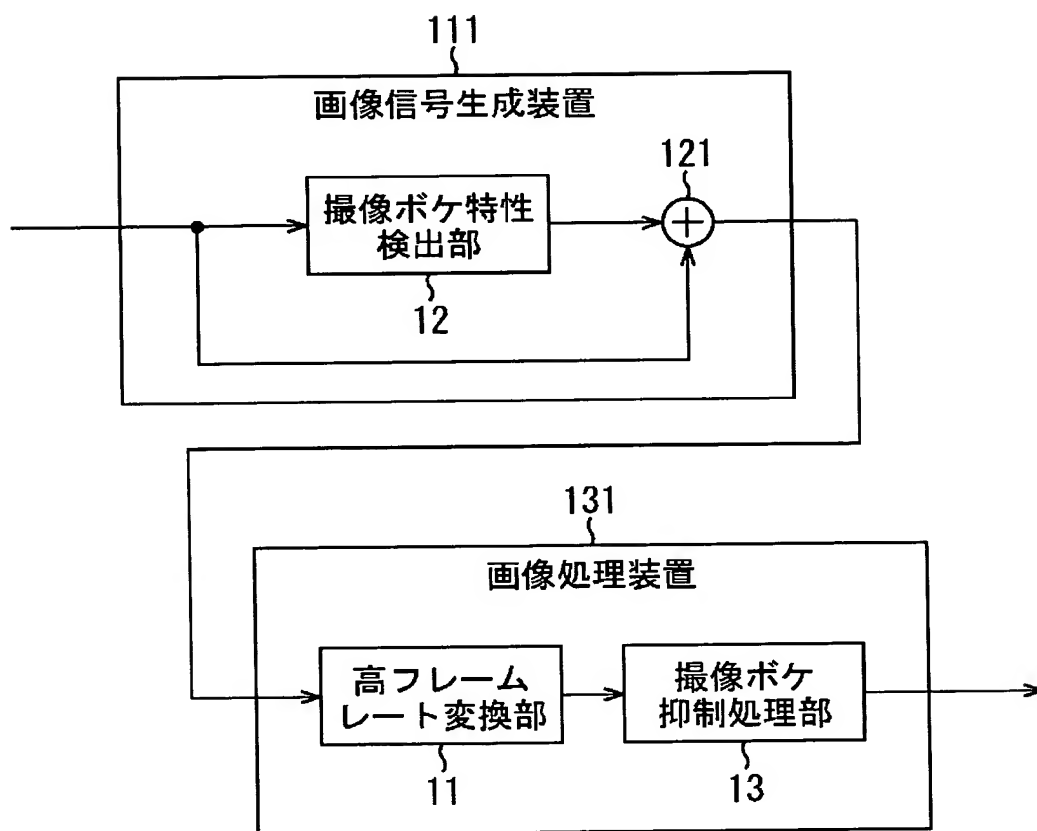 111
画像信号生成装置
121
撮像ボケ特性
検出部
12
131
画像処理装置
高フレーム
レート変換部
11
撮像ボケ
抑制処理部
13